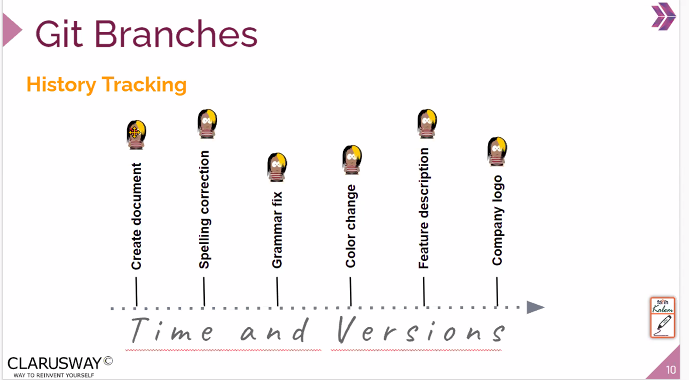 Git Branches
History Tracking
Create document
Spelling correction
Grammar fix
Color change
Feature description
Company logo
Time and Versions
CLARUSWAY©
WAY TO REINVENT YOURSELF
10